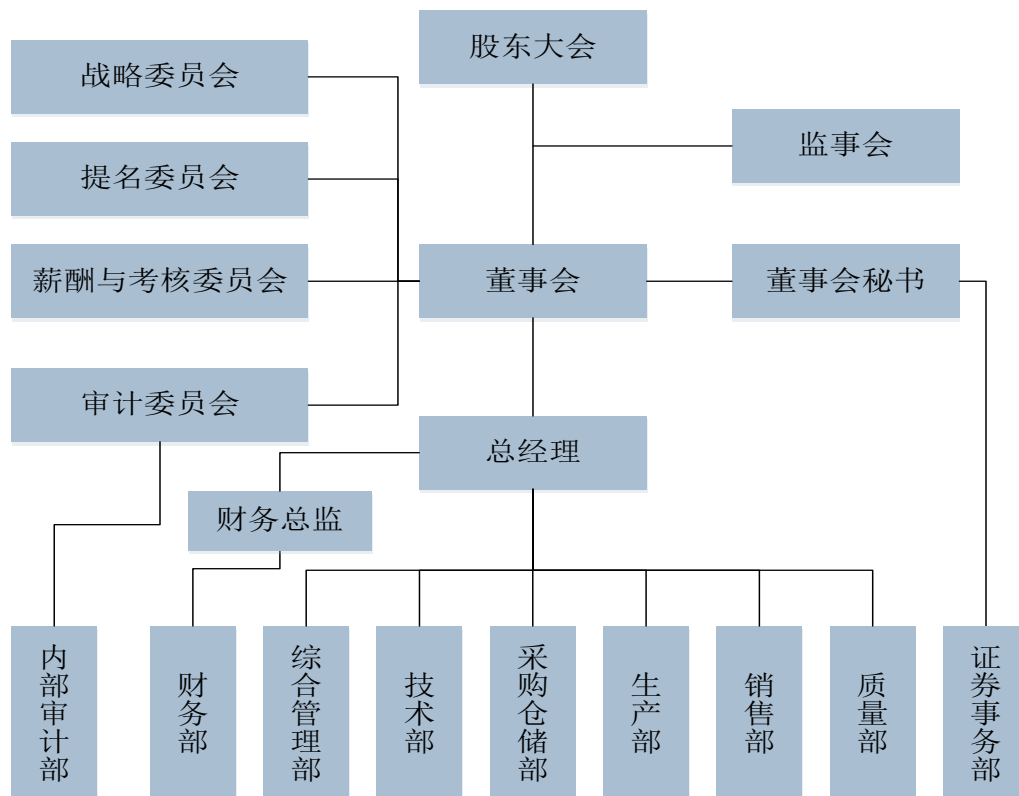 股东大会
战略委员会
监事会
提名委员会
薪酬与考核委员会
董事会
董事会秘书
审计委员会
总经理
财务总监
内部审计部
财务部
综合管理部
技术部
采购仓储部
生产部
销售部
质量部
证券事务部